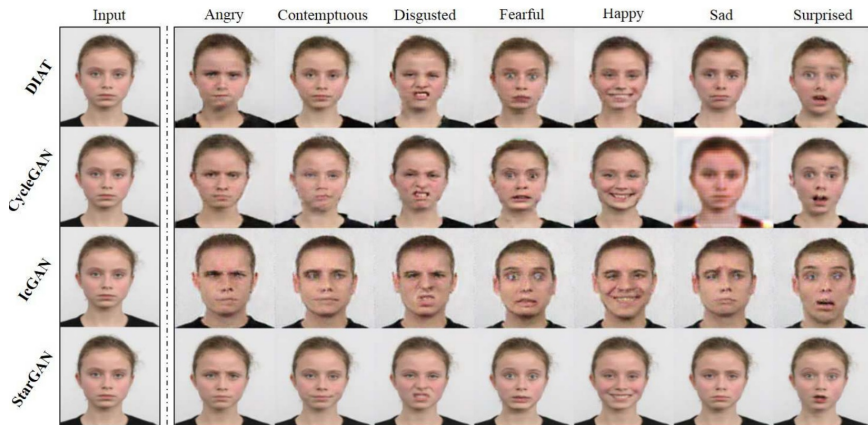 Input Angry Contemptuous Disgusted Fearful Happy Sad Surprised
DIAT
CycleGAN
IcGAN
StarGAN